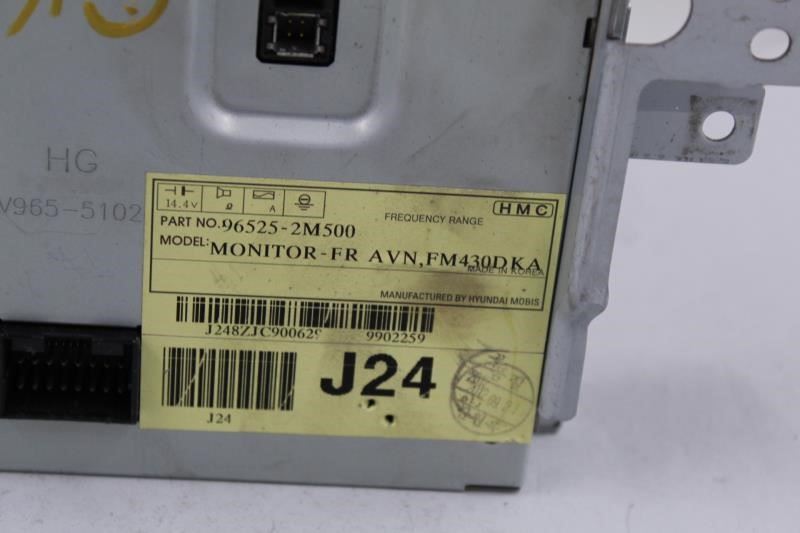 HG
V965-5102
14.4V Ω A
FREQUENCY RANGE HMC
PART NO. 96525-2M500
MODEL: MONITOR-FR AVN,FM430DKA
MADE IN KOREA
MANUFACTURED BY HYUNDAI MOBIS
J248ZJC900629 9902259
J24
J24